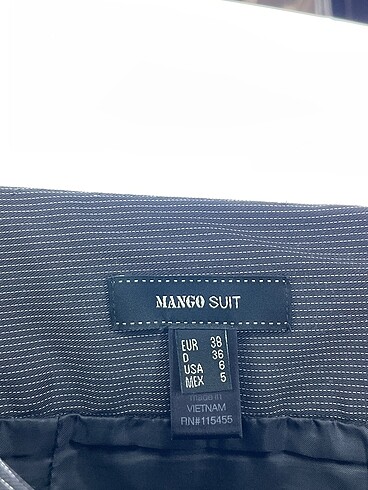 MANGO SUIT
EUR 38
D 36
USA 6
MEX 5
made in
VIETNAM
RN#115455